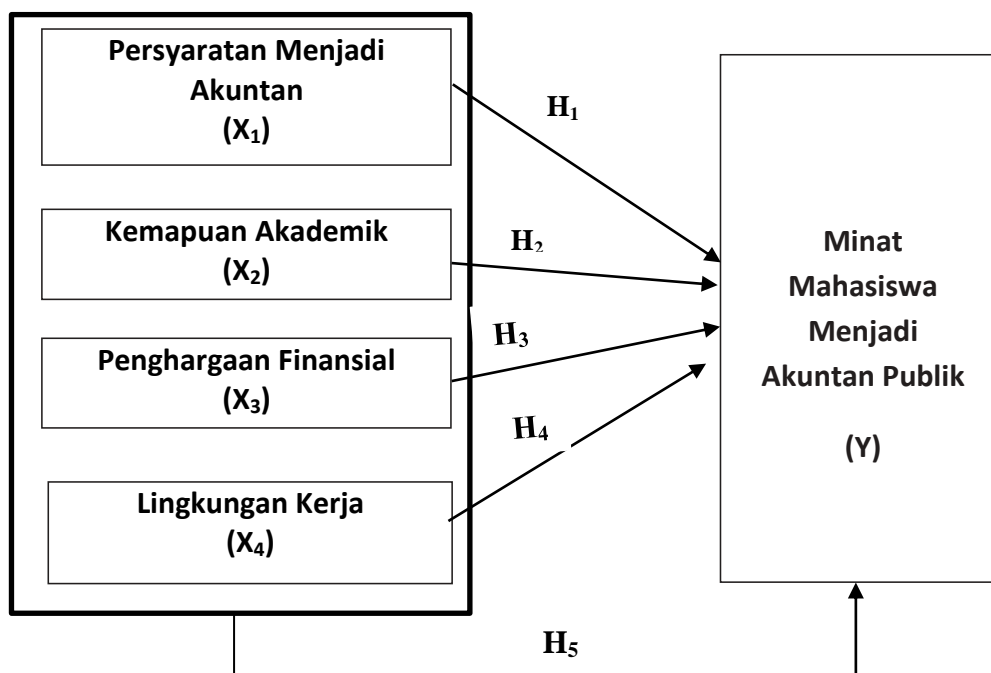 Persyaratan Menjadi
Akuntan
(X₁)
H₁
Kemapuan Akademik
(X₂)
H₂
Penghargaan Finansial
(X₃)
H₃
Lingkungan Kerja
(X₄)
H₄
Minat
Mahasiswa
Menjadi
Akuntan Publik
(Y)
H₅